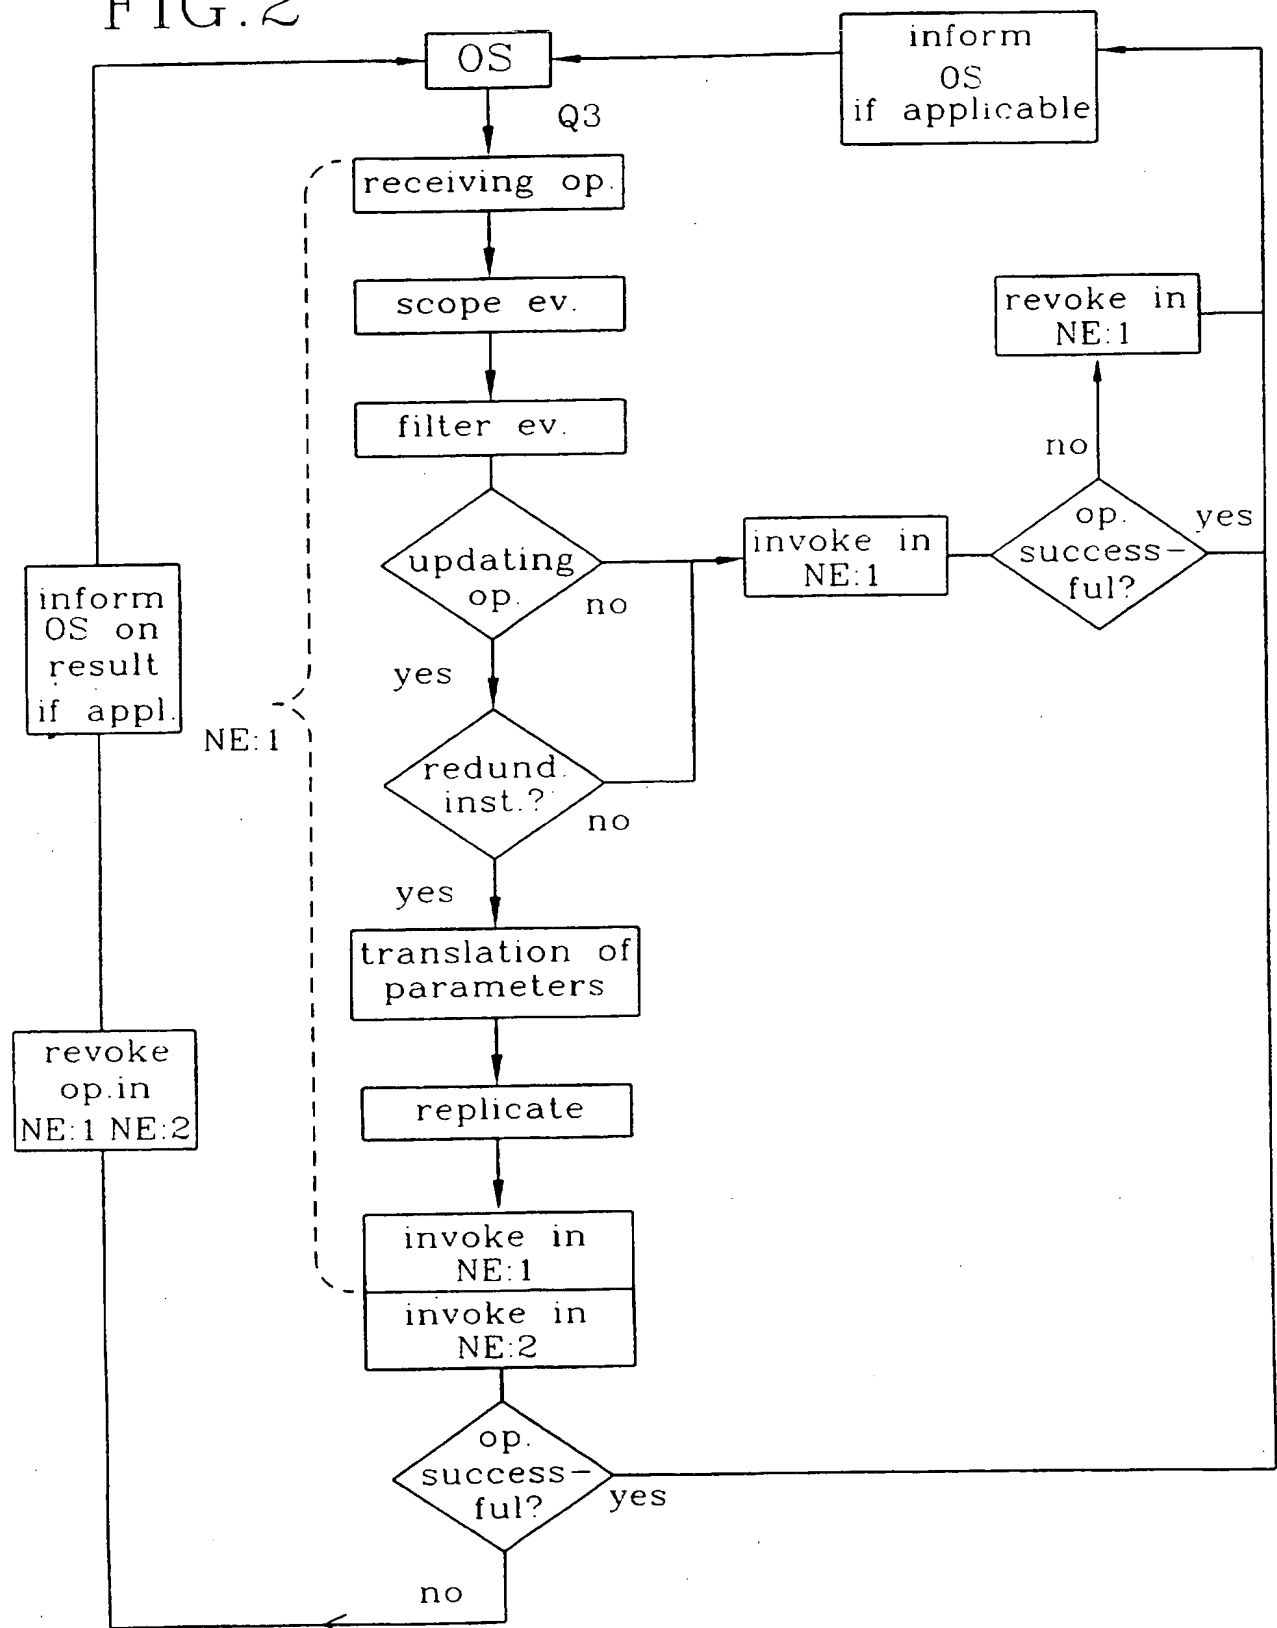 FIG.2
OS
inform
OS
if applicable
Q3
receiving op.
scope ev.
revoke in
NE:1
filter ev.
no
updating
op.
no
yes
invoke in
NE:1
op.
success-
ful?
yes
inform
OS on
result
if appl.
NE:1
redund.
inst.?
no
yes
translation of
parameters
revoke
op.in
NE:1 NE:2
replicate
invoke in
NE:1
invoke in
NE:2
op.
success-
ful?
yes
no